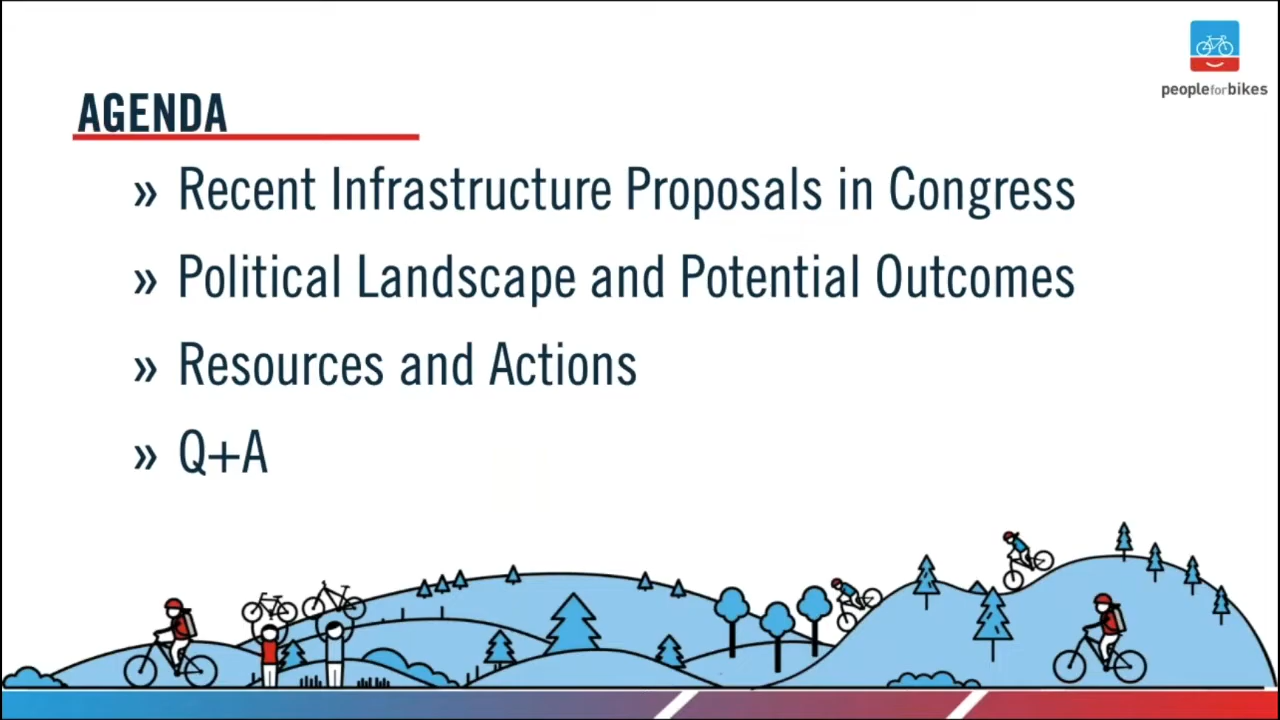 peopleforbikes
AGENDA
» Recent Infrastructure Proposals in Congress
» Political Landscape and Potential Outcomes
» Resources and Actions
» Q+A